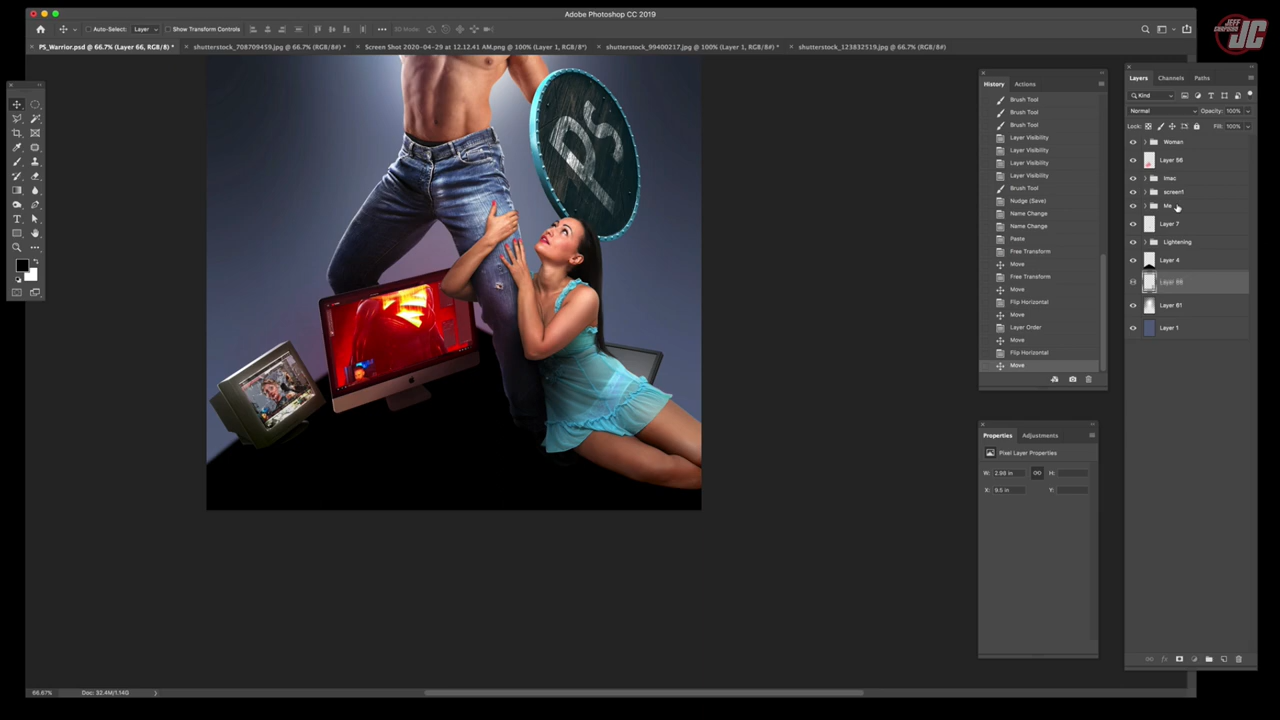 Adobe Photoshop CC 2019
JEFF
JC
Auto-Select: Layer Show Transform Controls 3D Mode:
PS_Warrior.psd @ 66.7% (Layer 66, RGB/8) *
shutterstock_708709459.jpg @ 66.7% (RGB/8#) *
Screen Shot 2020-04-29 at 12.12.41 AM.png @ 100% (Layer 1, RGB/8*)
shutterstock_99400217.jpg @ 100% (Layer 1, RGB/8#) *
shutterstock_123832519.jpg @ 66.7% (RGB/8#)
PS
History Actions
Brush Tool
Brush Tool
Brush Tool
Layer Visibility
Layer Visibility
Layer Visibility
Layer Visibility
Brush Tool
Nudge (Save)
Name Change
Name Change
Paste
Free Transform
Move
Free Transform
Move
Flip Horizontal
Move
Layer Order
Move
Flip Horizontal
Move
Properties Adjustments
Pixel Layer Properties
W: 2.98 in H:
X: 9.5 in Y:
Layers Channels Paths
Kind
Normal Opacity: 100%
Lock: Fill: 100%
Woman
Layer 56
Imac
screen1
Me
Layer 7
Lightening
Layer 4
Layer 66
Layer 61
Layer 1
66.67% Doc: 32.4M/1.14G